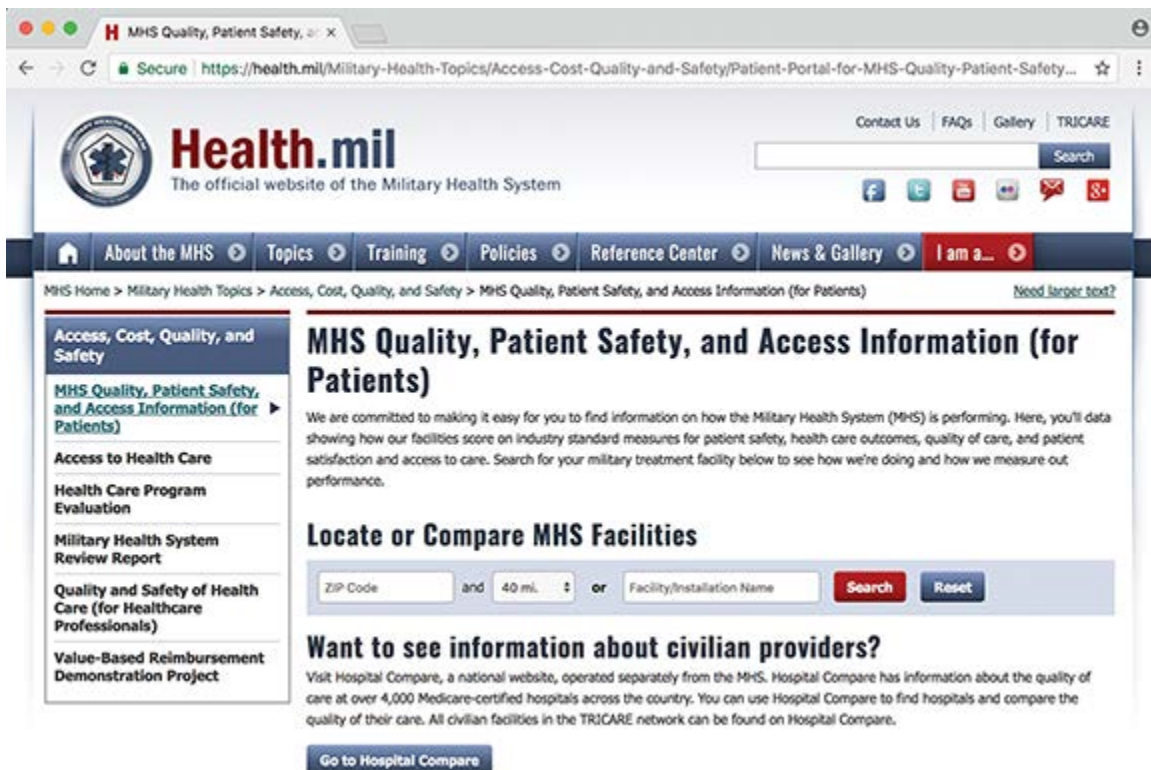 MHS Quality, Patient Safety, a
Secure https://health.mil/Military-Health-Topics/Access-Cost-Quality-and-Safety/Patient-Portal-for-MHS-Quality-Patient-Safety...
Contact Us | FAQs | Gallery | TRICARE
Health.mil
The official website of the Military Health System
Search
About the MHS Topics Training Policies Reference Center News & Gallery I am a...
MHS Home > Military Health Topics > Access, Cost, Quality, and Safety > MHS Quality, Patient Safety, and Access Information (for Patients) Need larger text?
Access, Cost, Quality, and
Safety
MHS Quality, Patient Safety,
and Access Information (for
Patients)
Access to Health Care
Health Care Program
Evaluation
Military Health System
Review Report
Quality and Safety of Health
Care (for Healthcare
Professionals)
Value-Based Reimbursement
Demonstration Project
MHS Quality, Patient Safety, and Access Information (for
Patients)
We are committed to making it easy for you to find information on how the Military Health System (MHS) is performing. Here, you'll data
showing how our facilities score on industry standard measures for patient safety, health care outcomes, quality of care, and patient
satisfaction and access to care. Search for your military treatment facility below to see how we're doing and how we measure out
performance.
Locate or Compare MHS Facilities
ZIP Code and 40 mi. or Facility/Installation Name Search Reset
Want to see information about civilian providers?
Visit Hospital Compare, a national website, operated separately from the MHS. Hospital Compare has information about the quality of
care at over 4,000 Medicare-certified hospitals across the country. You can use Hospital Compare to find hospitals and compare the
quality of their care. All civilian facilities in the TRICARE network can be found on Hospital Compare.
Go to Hospital Compare